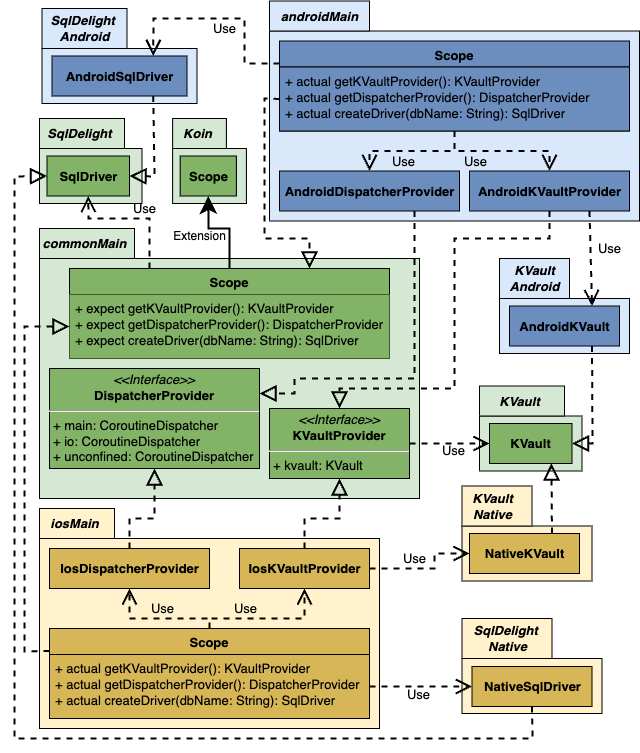 SqlDelight
Android
AndroidSqlDriver
Use
androidMain
Scope
+ actual getKVaultProvider(): KVaultProvider
+ actual getDispatcherProvider(): DispatcherProvider
+ actual createDriver(dbName: String): SqlDriver
Use
Use
AndroidDispatcherProvider
AndroidKVaultProvider
SqlDelight
SqlDriver
Use
Koin
Scope
Extension
Use
KVault
Android
AndroidKVault
commonMain
Scope
+ expect getKVaultProvider(): KVaultProvider
+ expect getDispatcherProvider(): DispatcherProvider
+ expect createDriver(dbName: String): SqlDriver
<<Interface>>
DispatcherProvider
+ main: CoroutineDispatcher
+ io: CoroutineDispatcher
+ unconfined: CoroutineDispatcher
<<Interface>>
KVaultProvider
+ kvault: KVault
Use
KVault
KVault
KVault
Native
NativeKVault
iosMain
IosDispatcherProvider
IosKVaultProvider
Use
Use
Use
Scope
+ actual getKVaultProvider(): KVaultProvider
+ actual getDispatcherProvider(): DispatcherProvider
+ actual createDriver(dbName: String): SqlDriver
Use
SqlDelight
Native
NativeSqlDriver